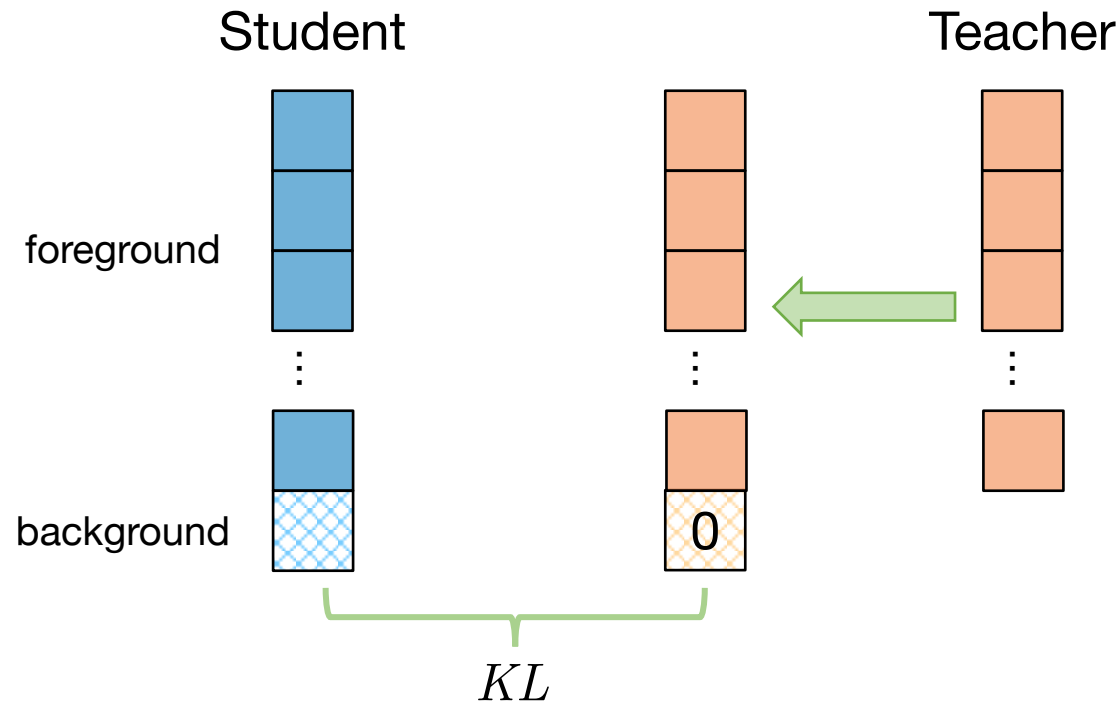 Student
Teacher
foreground
⋮ ⋮ ⋮
background
0
KL